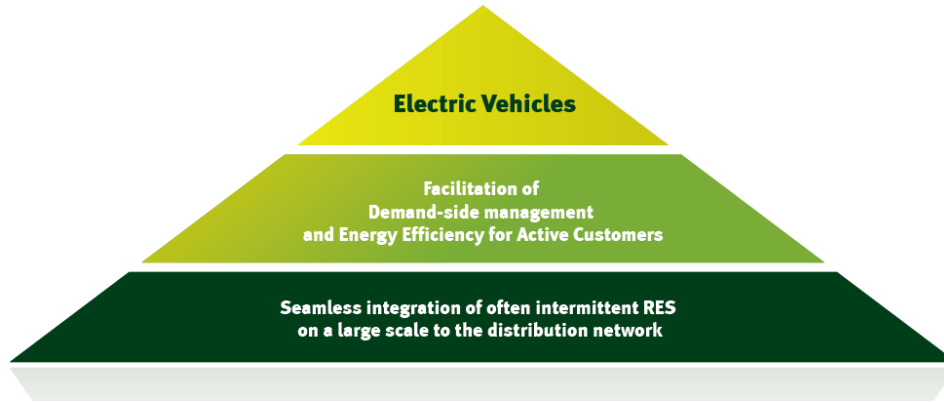 Electric Vehicles
Facilitation of
Demand-side management
and Energy Efficiency for Active Customers
Seamless integration of often intermittent RES
on a large scale to the distribution network